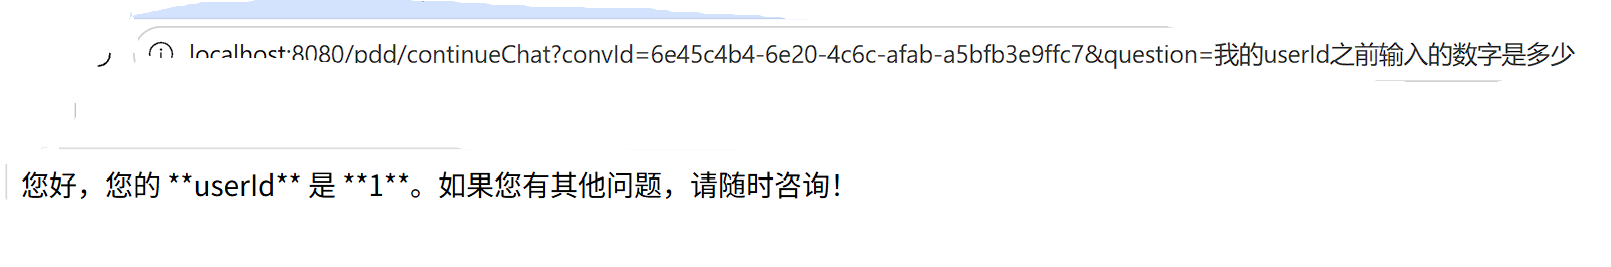 localhost:8080/pdd/continueChat?convId=6e45c4b4-6e20-4c6c-afab-a5bfb3e9ffc7&question=我的userId之前输入的数字是多少
您好，您的 **userId** 是 **1**。如果您有其他问题，请随时咨询！